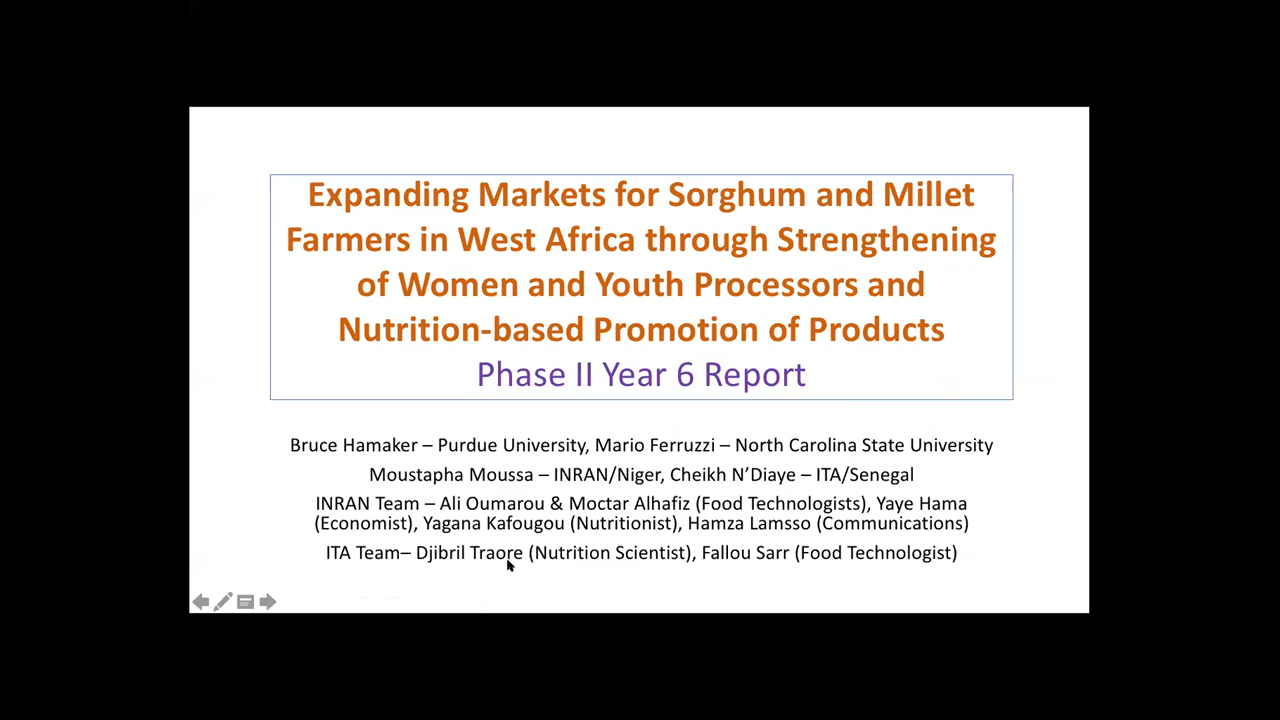 Expanding Markets for Sorghum and Millet
Farmers in West Africa through Strengthening
of Women and Youth Processors and
Nutrition-based Promotion of Products
Phase II Year 6 Report
Bruce Hamaker – Purdue University, Mario Ferruzzi – North Carolina State University
Moustapha Moussa – INRAN/Niger, Cheikh N’Diaye – ITA/Senegal
INRAN Team – Ali Oumarou & Moctar Alhafiz (Food Technologists), Yaye Hama
(Economist), Yagana Kafougou (Nutritionist), Hamza Lamsso (Communications)
ITA Team– Djibril Traore (Nutrition Scientist), Fallou Sarr (Food Technologist)